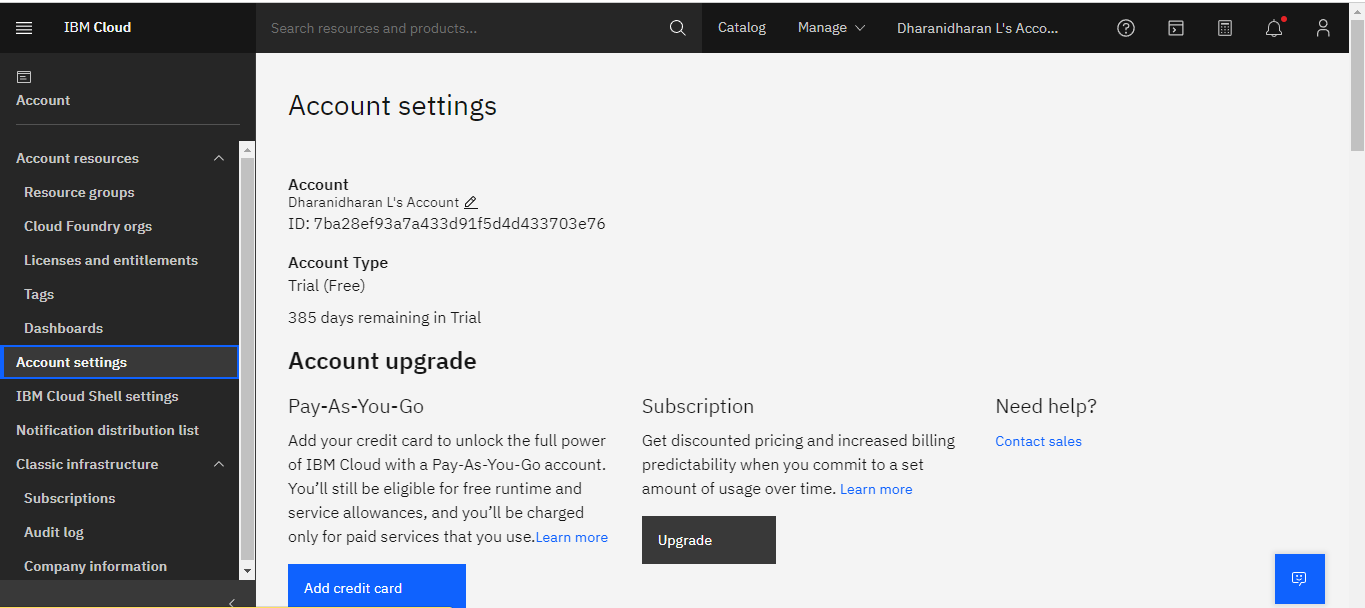 IBM Cloud
Search resources and products...
Catalog
Manage
Dharanidharan L's Acco...
Account
Account resources
Resource groups
Cloud Foundry orgs
Licenses and entitlements
Tags
Dashboards
Account settings
IBM Cloud Shell settings
Notification distribution list
Classic infrastructure
Subscriptions
Audit log
Company information
Account settings
Account
Dharanidharan L's Account
ID: 7ba28ef93a7a433d91f5d4d433703e76
Account Type
Trial (Free)
385 days remaining in Trial
Account upgrade
Pay-As-You-Go
Add your credit card to unlock the full power
of IBM Cloud with a Pay-As-You-Go account.
You’ll still be eligible for free runtime and
service allowances, and you’ll be charged
only for paid services that you use.Learn more
Add credit card
Subscription
Get discounted pricing and increased billing
predictability when you commit to a set
amount of usage over time. Learn more
Upgrade
Need help?
Contact sales